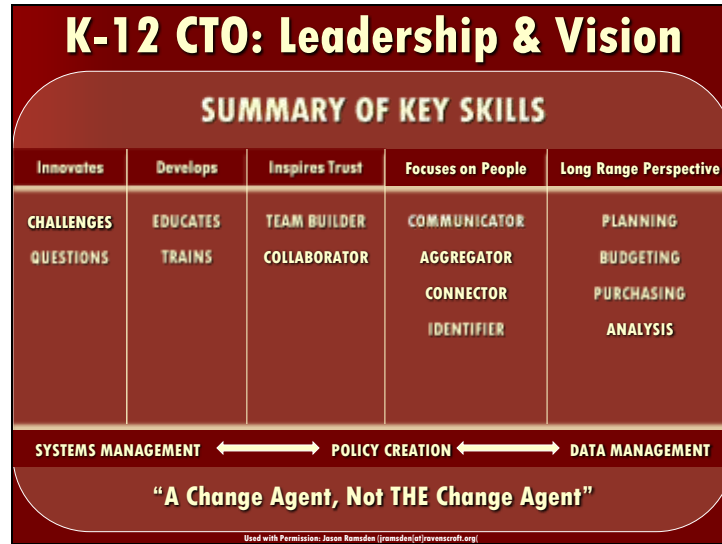 K-12 CTO: Leadership & Vision
SUMMARY OF KEY SKILLS
Innovates Develops Inspires Trust Focuses on People Long Range Perspective
CHALLENGES EDUCATES TEAM BUILDER COMMUNICATOR PLANNING
QUESTIONS TRAINS COLLABORATOR AGGREGATOR BUDGETING
CONNECTOR PURCHASING
IDENTIFIER ANALYSIS
SYSTEMS MANAGEMENT POLICY CREATION DATA MANAGEMENT
“A Change Agent, Not THE Change Agent”
Used with Permission: Jason Ramsden (jramsden[at]ravenscroft.org(